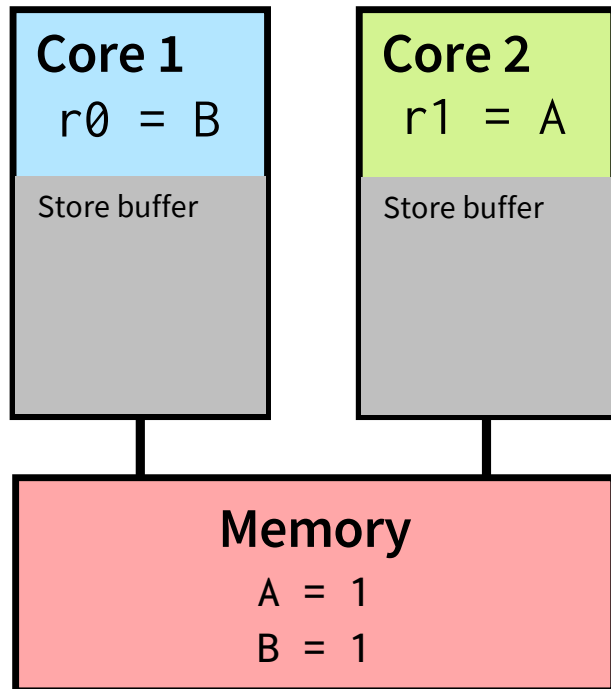 Core 1
r0 = B
Store buffer
Core 2
r1 = A
Store buffer
Memory
A = 1
B = 1